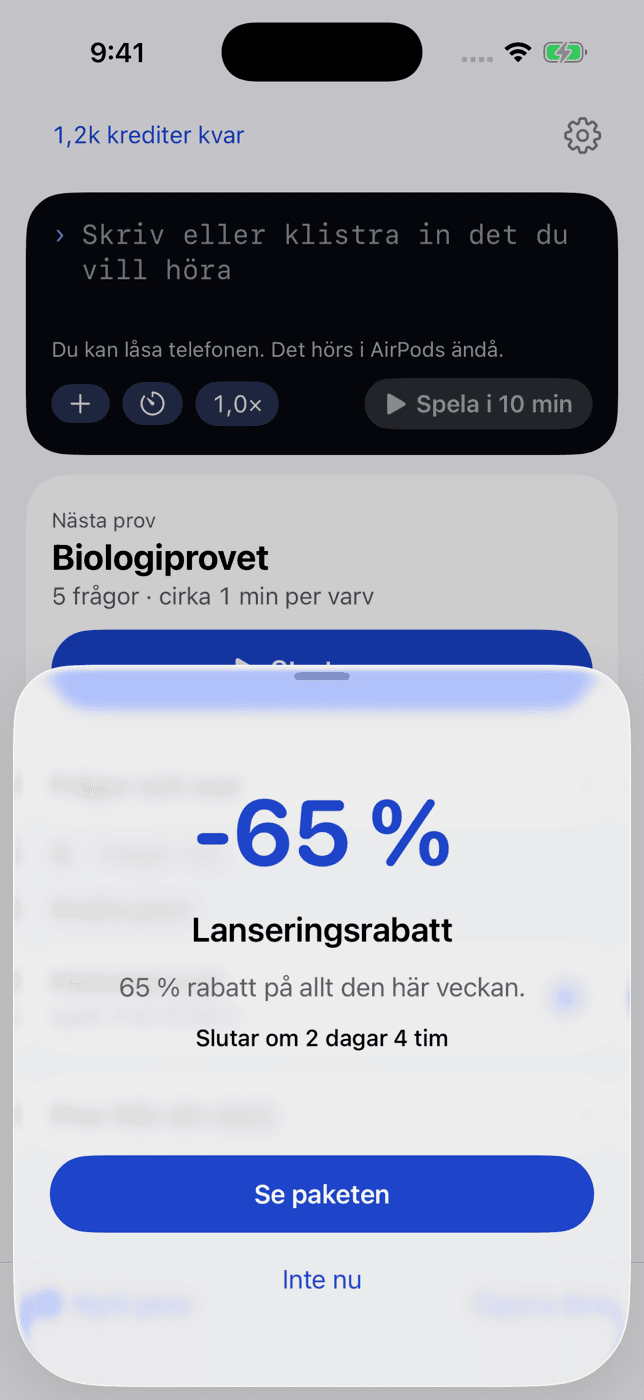 9:41
1,2k krediter kvar
› Skriv eller klistra in det du
vill höra
Du kan låsa telefonen. Det hörs i AirPods ändå.
1,0×
Spela i 10 min
Nästa prov
Biologiprovet
5 frågor · cirka 1 min per varv
-65 %
Lanseringsrabatt
65 % rabatt på allt den här veckan.
Slutar om 2 dagar 4 tim
Se paketen
Inte nu